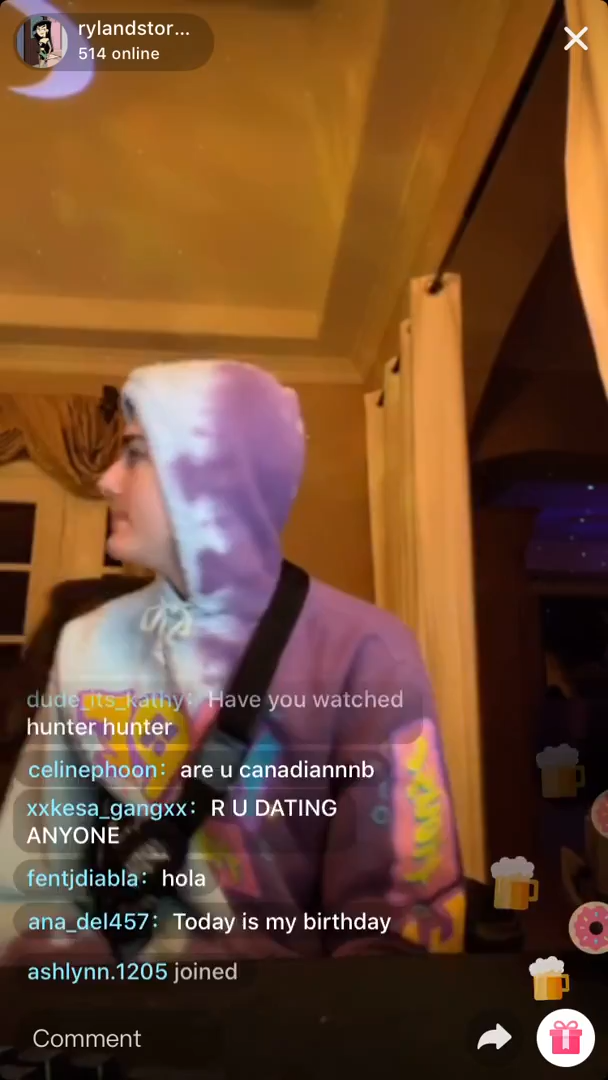 rylandstor...
514 online
dude_its_kathy: Have you watched
hunter hunter
celinephoon: are u canadiannnb
xxkesa_gangxx: R U DATING
ANYONE
fentjdiabla: hola
ana_del457: Today is my birthday
ashlynn.1205 joined
Comment